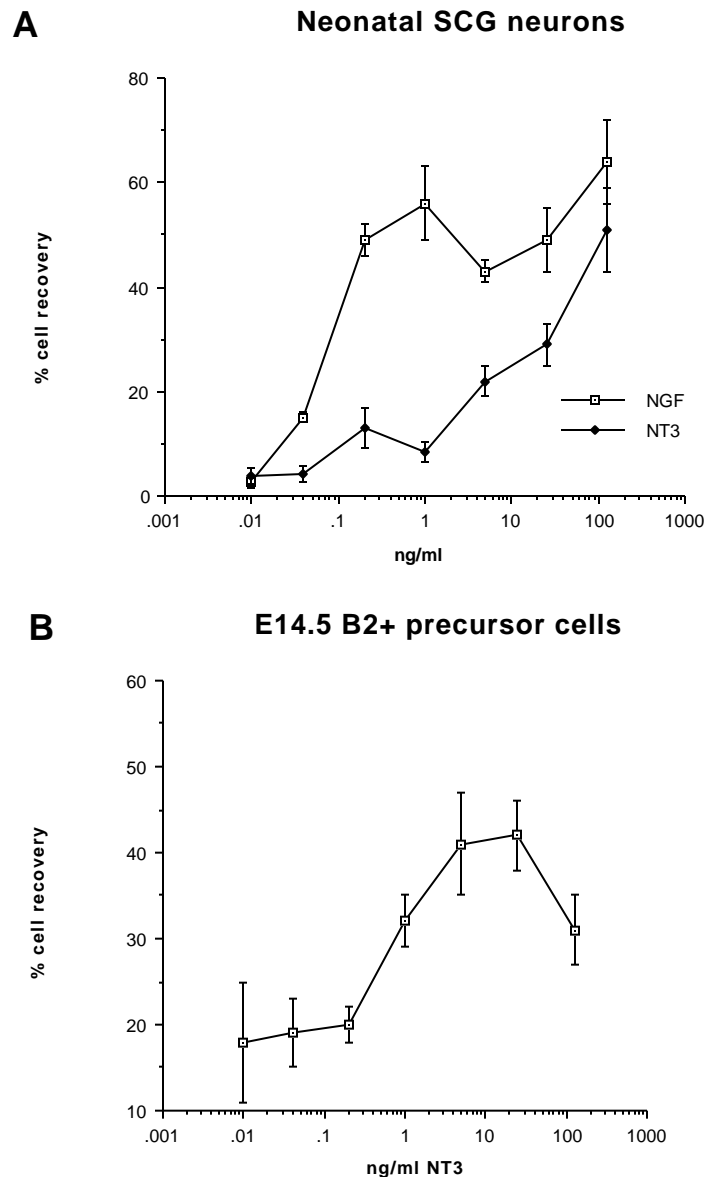 A
Neonatal SCG neurons
80
60
40
20
0
% cell recovery
NGF
NT3
.001 .01 .1 1 10 100 1000
ng/ml
B
E14.5 B2+ precursor cells
60
50
40
30
20
10
% cell recovery
.001 .01 .1 1 10 100 1000
ng/ml NT3